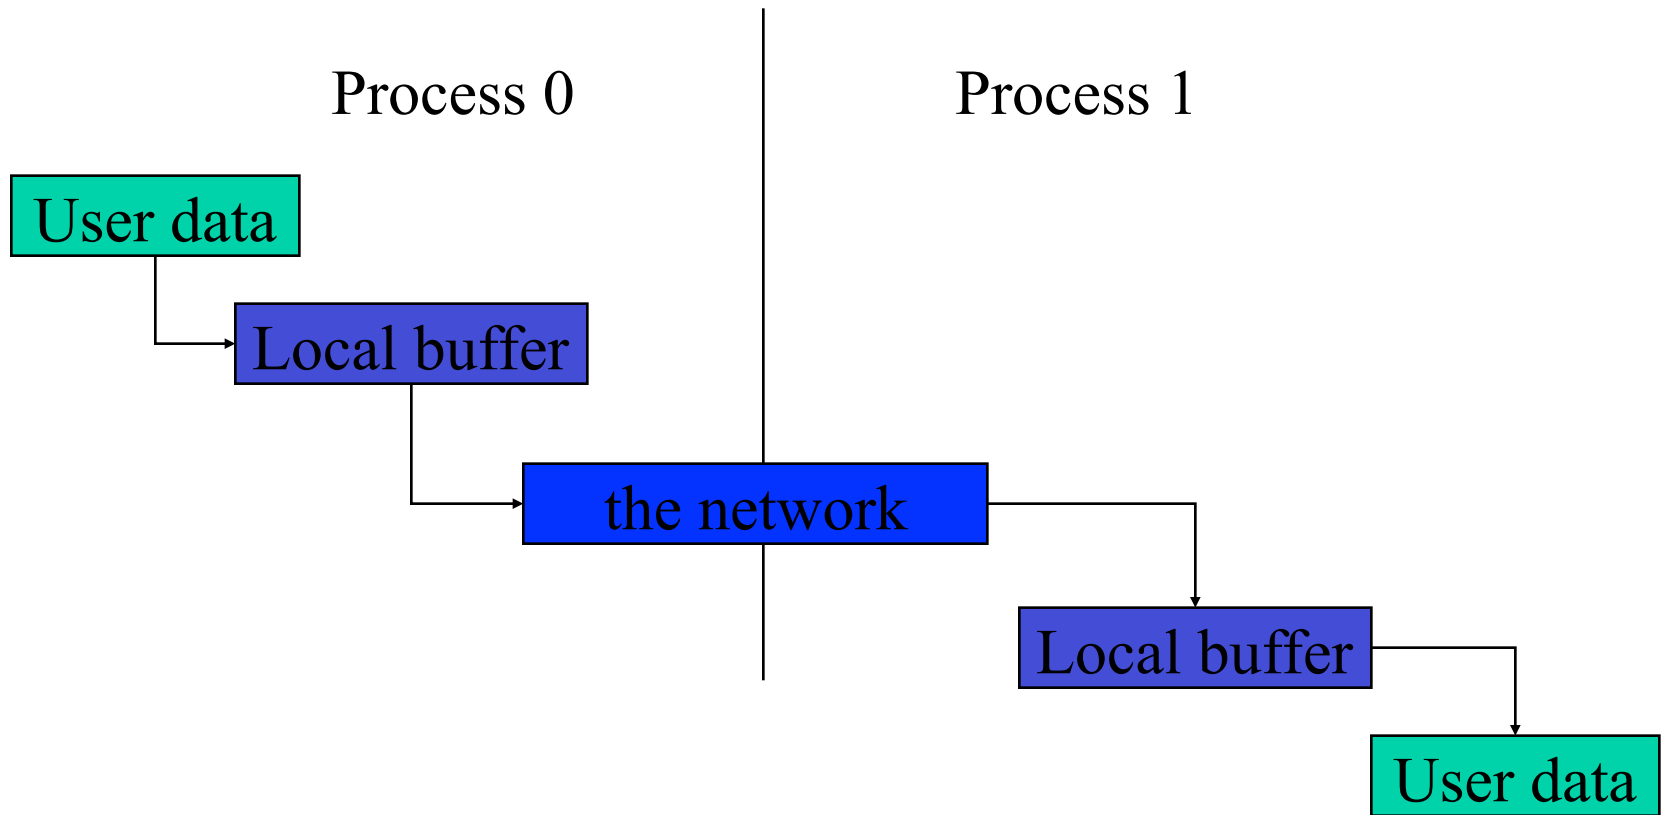 Process 0
Process 1
User data
Local buffer
the network
Local buffer
User data